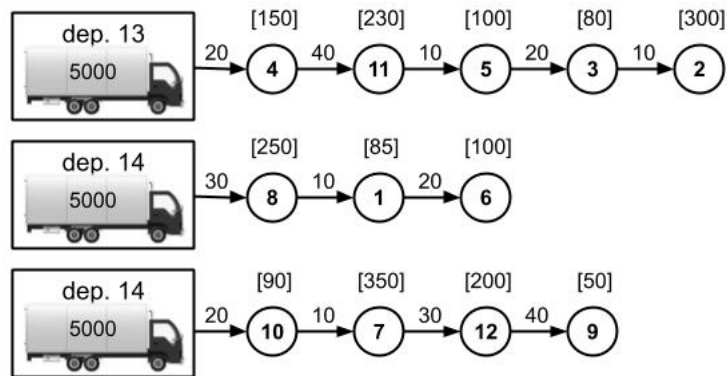 [150] [230] [100] [80] [300]
dep. 13
5000
20 4 40 11 10 5 20 3 10 2
[250] [85] [100]
dep. 14
5000
30 8 10 1 20 6
[90] [350] [200] [50]
dep. 14
5000
20 10 10 7 30 12 40 9